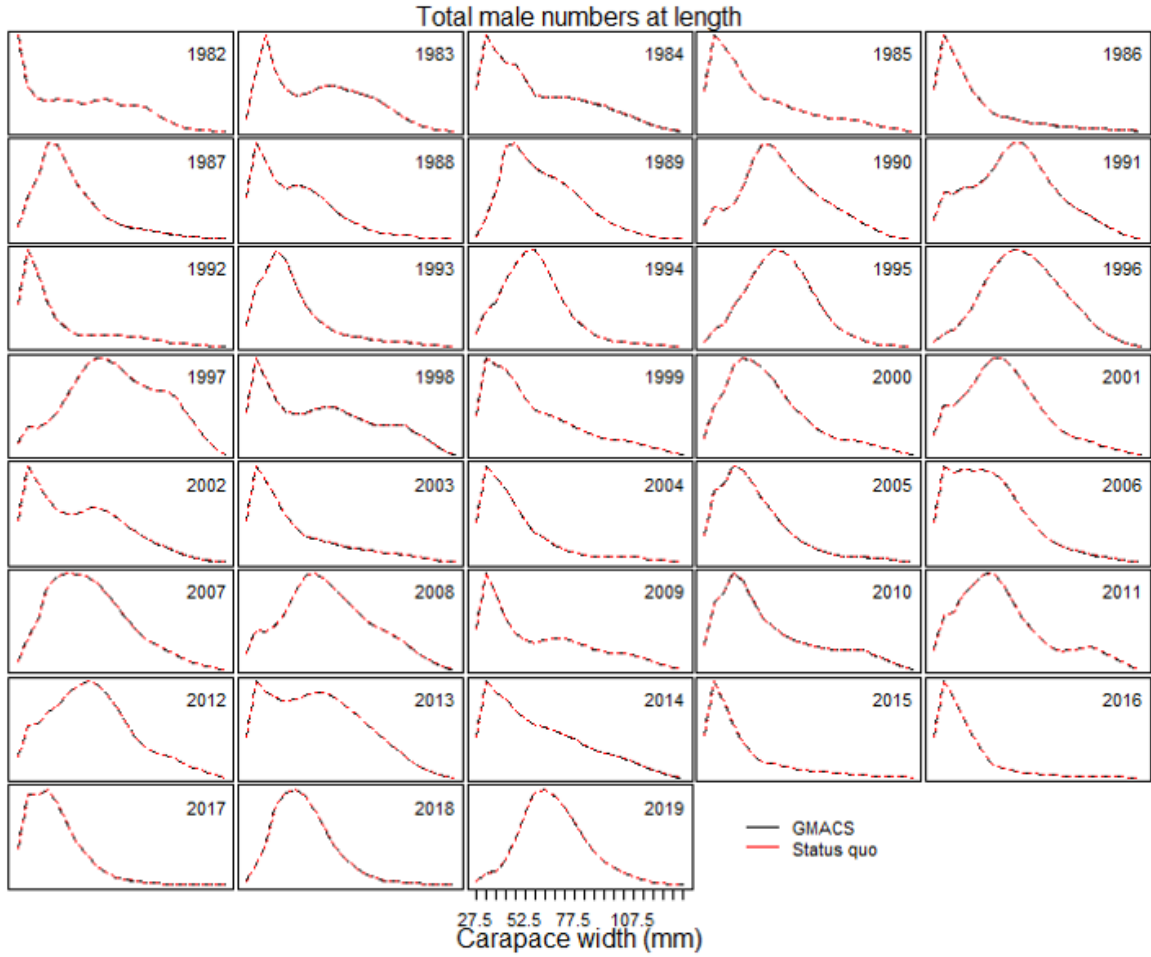 Total male numbers at length
1982 1983 1984 1985 1986
1987 1988 1989 1990 1991
1992 1993 1994 1995 1996
1997 1998 1999 2000 2001
2002 2003 2004 2005 2006
2007 2008 2009 2010 2011
2012 2013 2014 2015 2016
2017 2018 2019
GMACS
Status quo
27.5 52.5 77.5 107.5
Carapace width (mm)